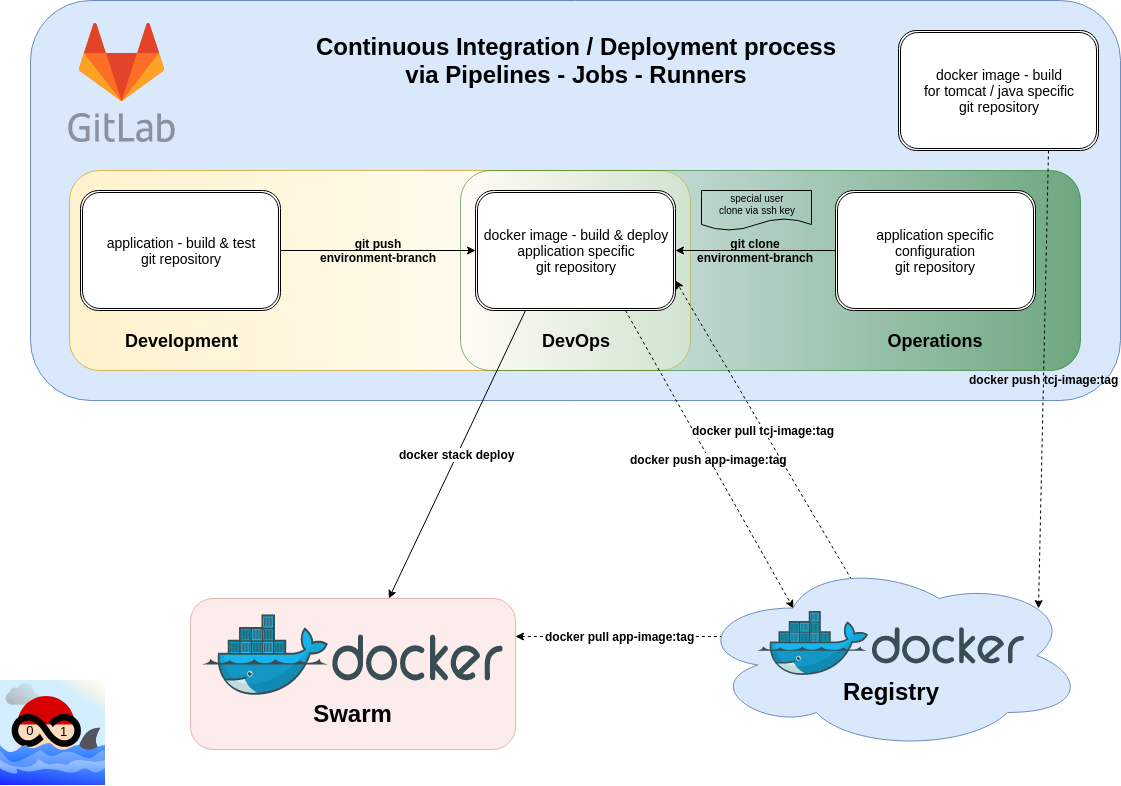 Continuous Integration / Deployment process
via Pipelines - Jobs - Runners
GitLab
docker image - build
for tomcat / java specific
git repository
application - build & test
git repository
git push
environment-branch
docker image - build & deploy
application specific
git repository
special user
clone via ssh key
git clone
environment-branch
application specific
configuration
git repository
Development
DevOps
Operations
docker push tcj-image:tag
docker pull tcj-image:tag
docker stack deploy
docker push app-image:tag
docker
Swarm
docker pull app-image:tag
docker
Registry
0 1